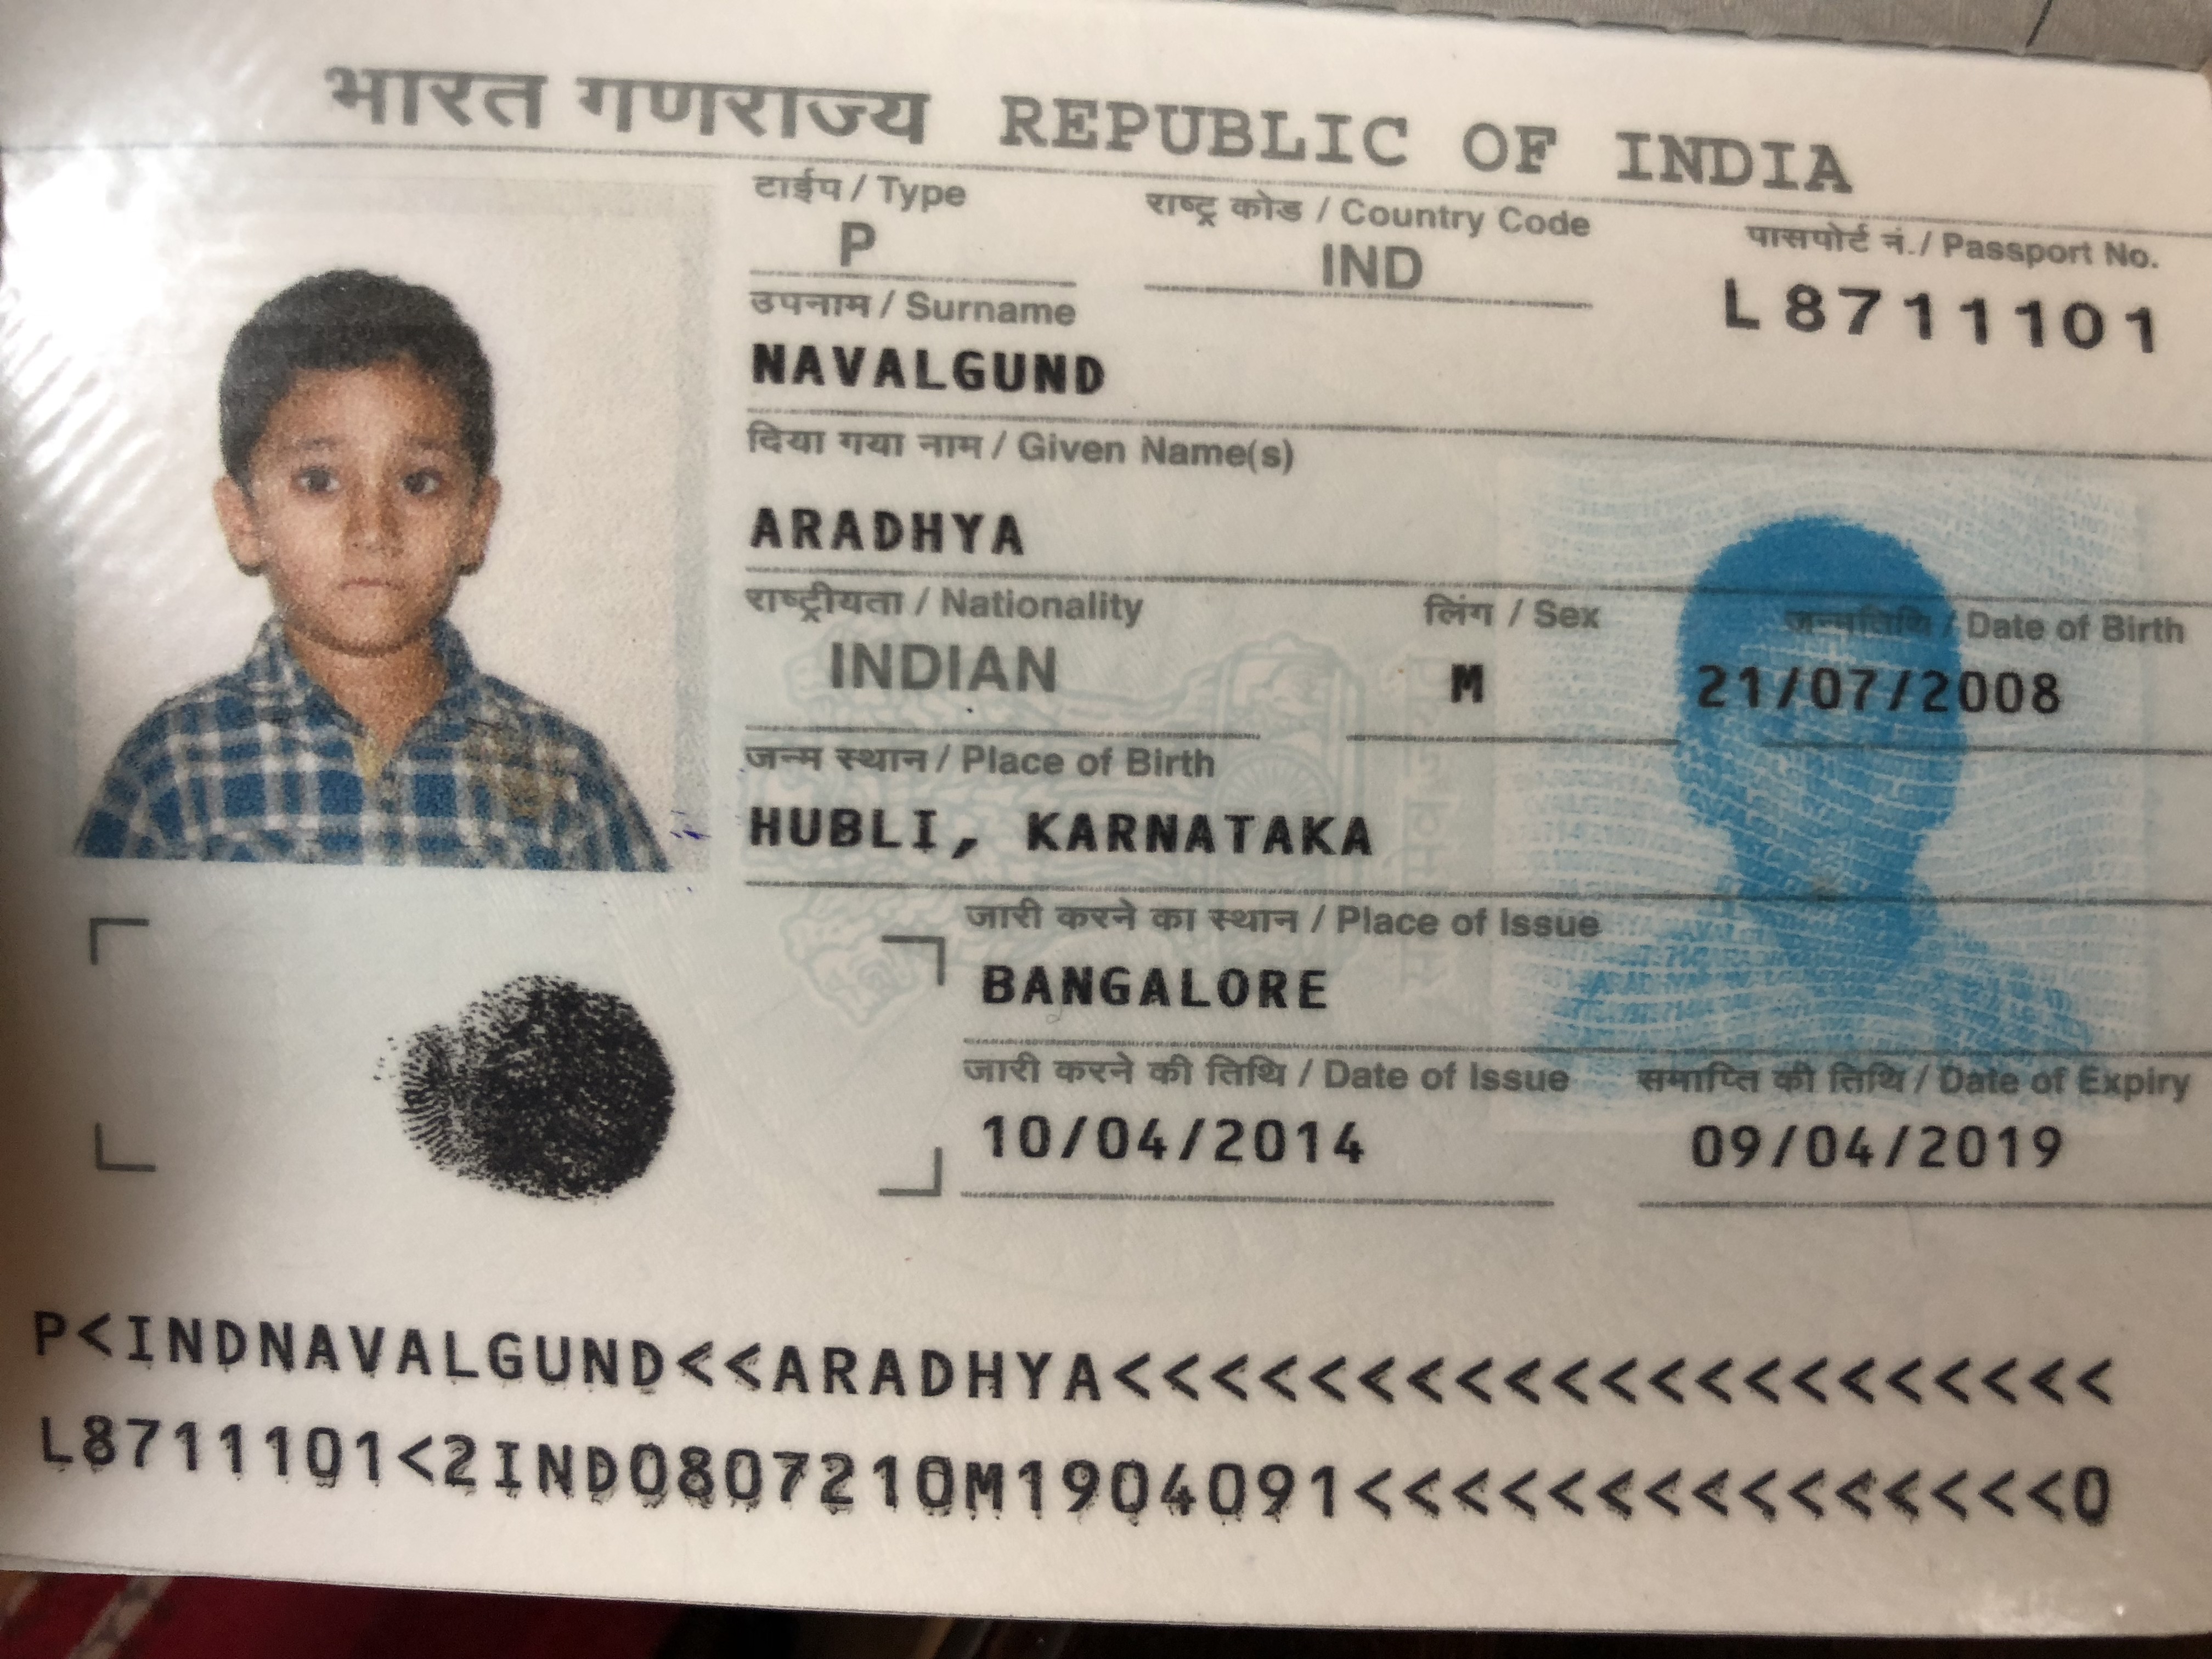 भारत गणराज्य REPUBLIC OF INDIA
टाईप / Type
राष्ट्र कोड / Country Code
पासपोर्ट नं. / Passport No.
P
IND
L8711101
उपनाम / Surname
NAVALGUND
दिया गया नाम / Given Name(s)
ARADHYA
राष्ट्रीयता / Nationality
लिंग / Sex
जन्मतिथि / Date of Birth
INDIAN
M
21/07/2008
जन्म स्थान / Place of Birth
HUBLI, KARNATAKA
जारी करने का स्थान / Place of Issue
BANGALORE
जारी करने की तिथि / Date of Issue
समाप्ति की तिथि / Date of Expiry
10/04/2014
09/04/2019
P<INDNAVALGUND<<ARADHYA<<<<<<<<<<<<<<<<<<<<<
L8711101<2IND0807210M1904091<<<<<<<<<<<<<<<0